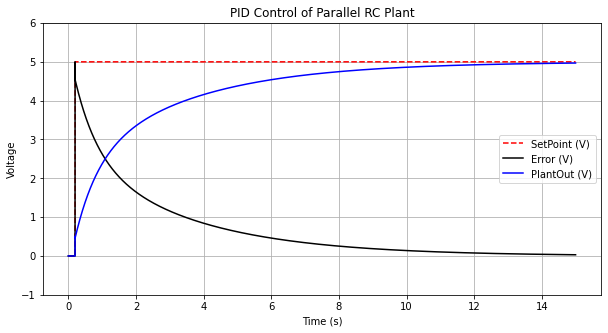 PID Control of Parallel RC Plant
6
5
4
3
2
1
0
−1
Voltage
SetPoint (V)
Error (V)
PlantOut (V)
0 2 4 6 8 10 12 14
Time (s)